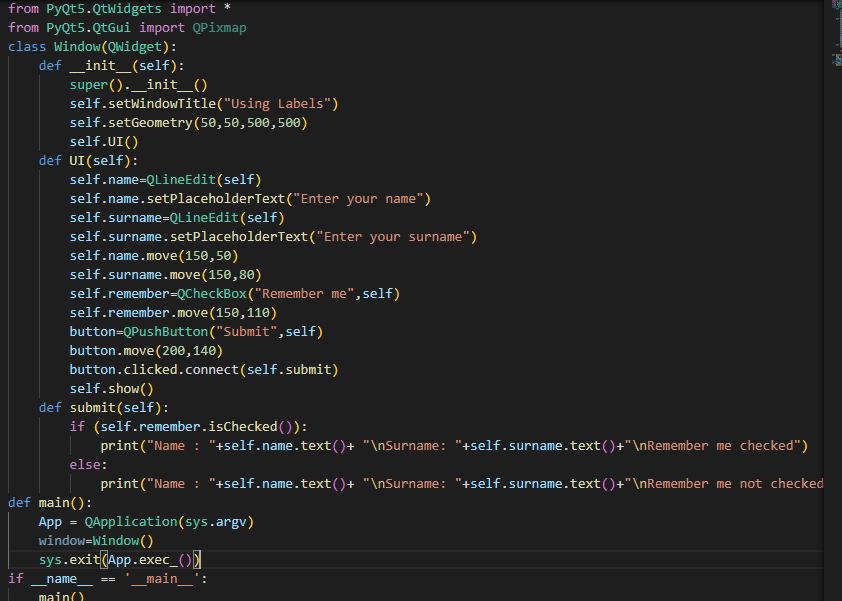 from PyQt5.QtWidgets import *
from PyQt5.QtGui import QPixmap
class Window(QWidget):
    def __init__(self):
        super().__init__()
        self.setWindowTitle("Using Labels")
        self.setGeometry(50,50,500,500)
        self.UI()
    def UI(self):
        self.name=QLineEdit(self)
        self.name.setPlaceholderText("Enter your name")
        self.surname=QLineEdit(self)
        self.surname.setPlaceholderText("Enter your surname")
        self.name.move(150,50)
        self.surname.move(150,80)
        self.remember=QCheckBox("Remember me",self)
        self.remember.move(150,110)
        button=QPushButton("Submit",self)
        button.move(200,140)
        button.clicked.connect(self.submit)
        self.show()
    def submit(self):
        if (self.remember.isChecked()):
            print("Name : "+self.name.text()+ "\nSurname: "+self.surname.text()+"\nRemember me checked")
        else:
            print("Name : "+self.name.text()+ "\nSurname: "+self.surname.text()+"\nRemember me not checked
def main():
    App = QApplication(sys.argv)
    window=Window()
    sys.exit(App.exec_())
if __name__ == '__main__':
    main()